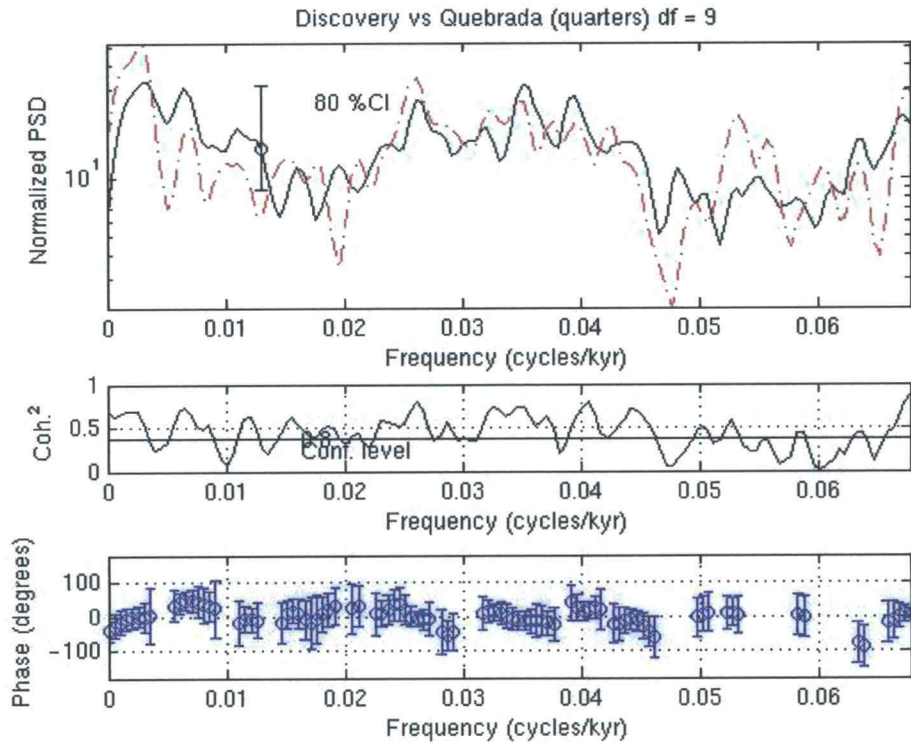 Discovery vs Quebrada (quarters) df = 9
Normalized PSD
80 %CI
10¹
0 0.01 0.02 0.03 0.04 0.05 0.06
Frequency (cycles/kyr)
Coh.²
1
0.5
0
Conf. level
0 0.01 0.02 0.03 0.04 0.05 0.06
Frequency (cycles/kyr)
Phase (degrees)
100
0
-100
0 0.01 0.02 0.03 0.04 0.05 0.06
Frequency (cycles/kyr)